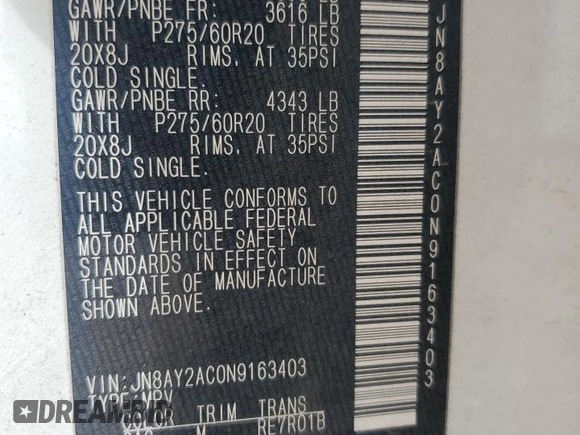 GAWR/PNBE FR: 3616 LB
WITH P275/60R20 TIRES
20X8J RIMS, AT 35PSI
COLD SINGLE.
GAWR/PNBE RR: 4343 LB
WITH P275/60R20 TIRES
20X8J RIMS, AT 35PSI
COLD SINGLE.
THIS VEHICLE CONFORMS TO
ALL APPLICABLE FEDERAL
MOTOR VEHICLE SAFETY
STANDARDS IN EFFECT ON
THE DATE OF MANUFACTURE
SHOWN ABOVE.
VIN:JN8AY2AC0N9163403
TYPE:MPV
COLOR TRIM TRANS
RE7R01B
JN8AY2AC0N9163403
DREAMBID